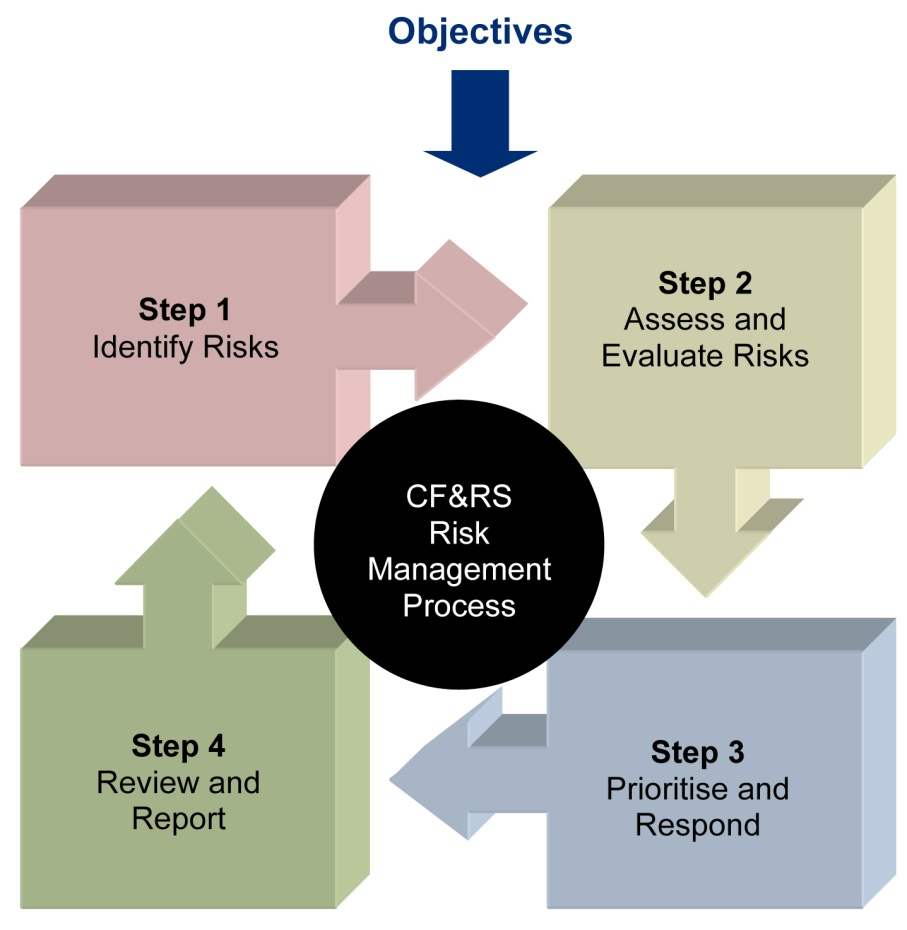 Objectives
Step 1
Identify Risks
Step 2
Assess and
Evaluate Risks
CF&RS
Risk
Management
Process
Step 4
Review and
Report
Step 3
Prioritise and
Respond